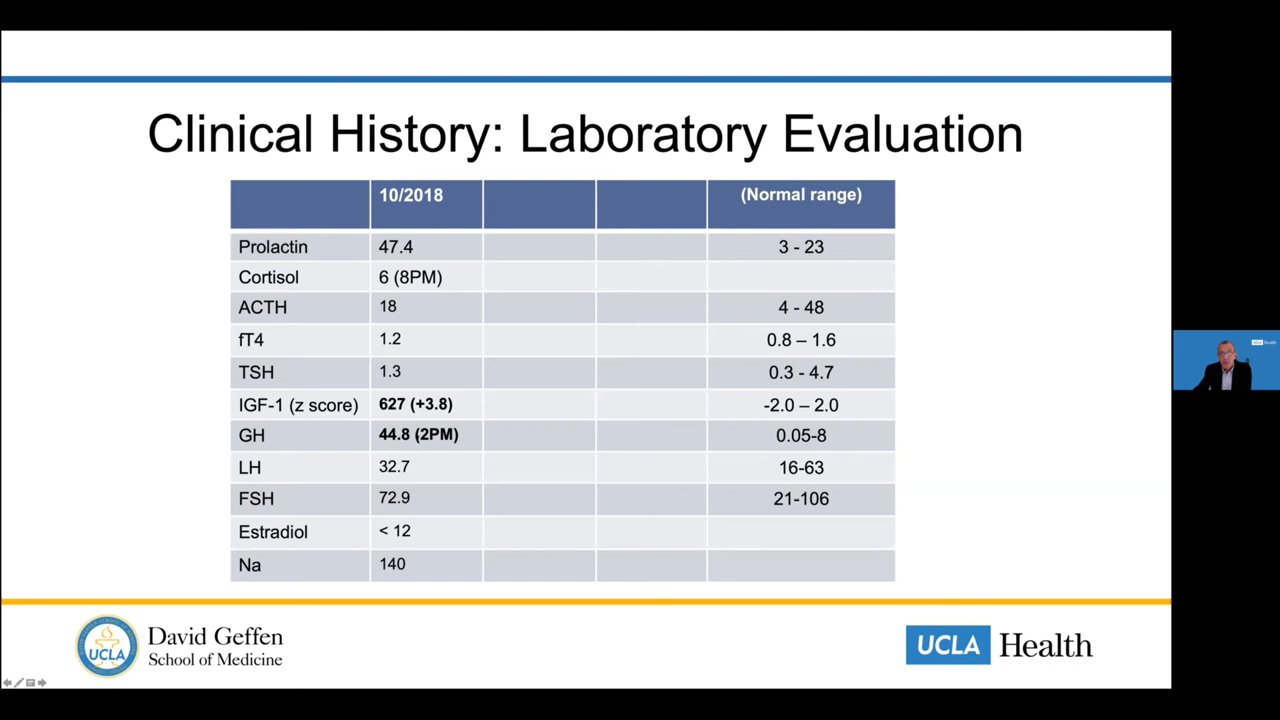 Clinical History: Laboratory Evaluation
10/2018 (Normal range)
Prolactin 47.4 3 - 23
Cortisol 6 (8PM)
ACTH 18 4 - 48
fT4 1.2 0.8 – 1.6
TSH 1.3 0.3 - 4.7
IGF-1 (z score) 627 (+3.8) -2.0 – 2.0
GH 44.8 (2PM) 0.05-8
LH 32.7 16-63
FSH 72.9 21-106
Estradiol < 12
Na 140
UCLA
David Geffen
School of Medicine
UCLA Health
UCLA Health